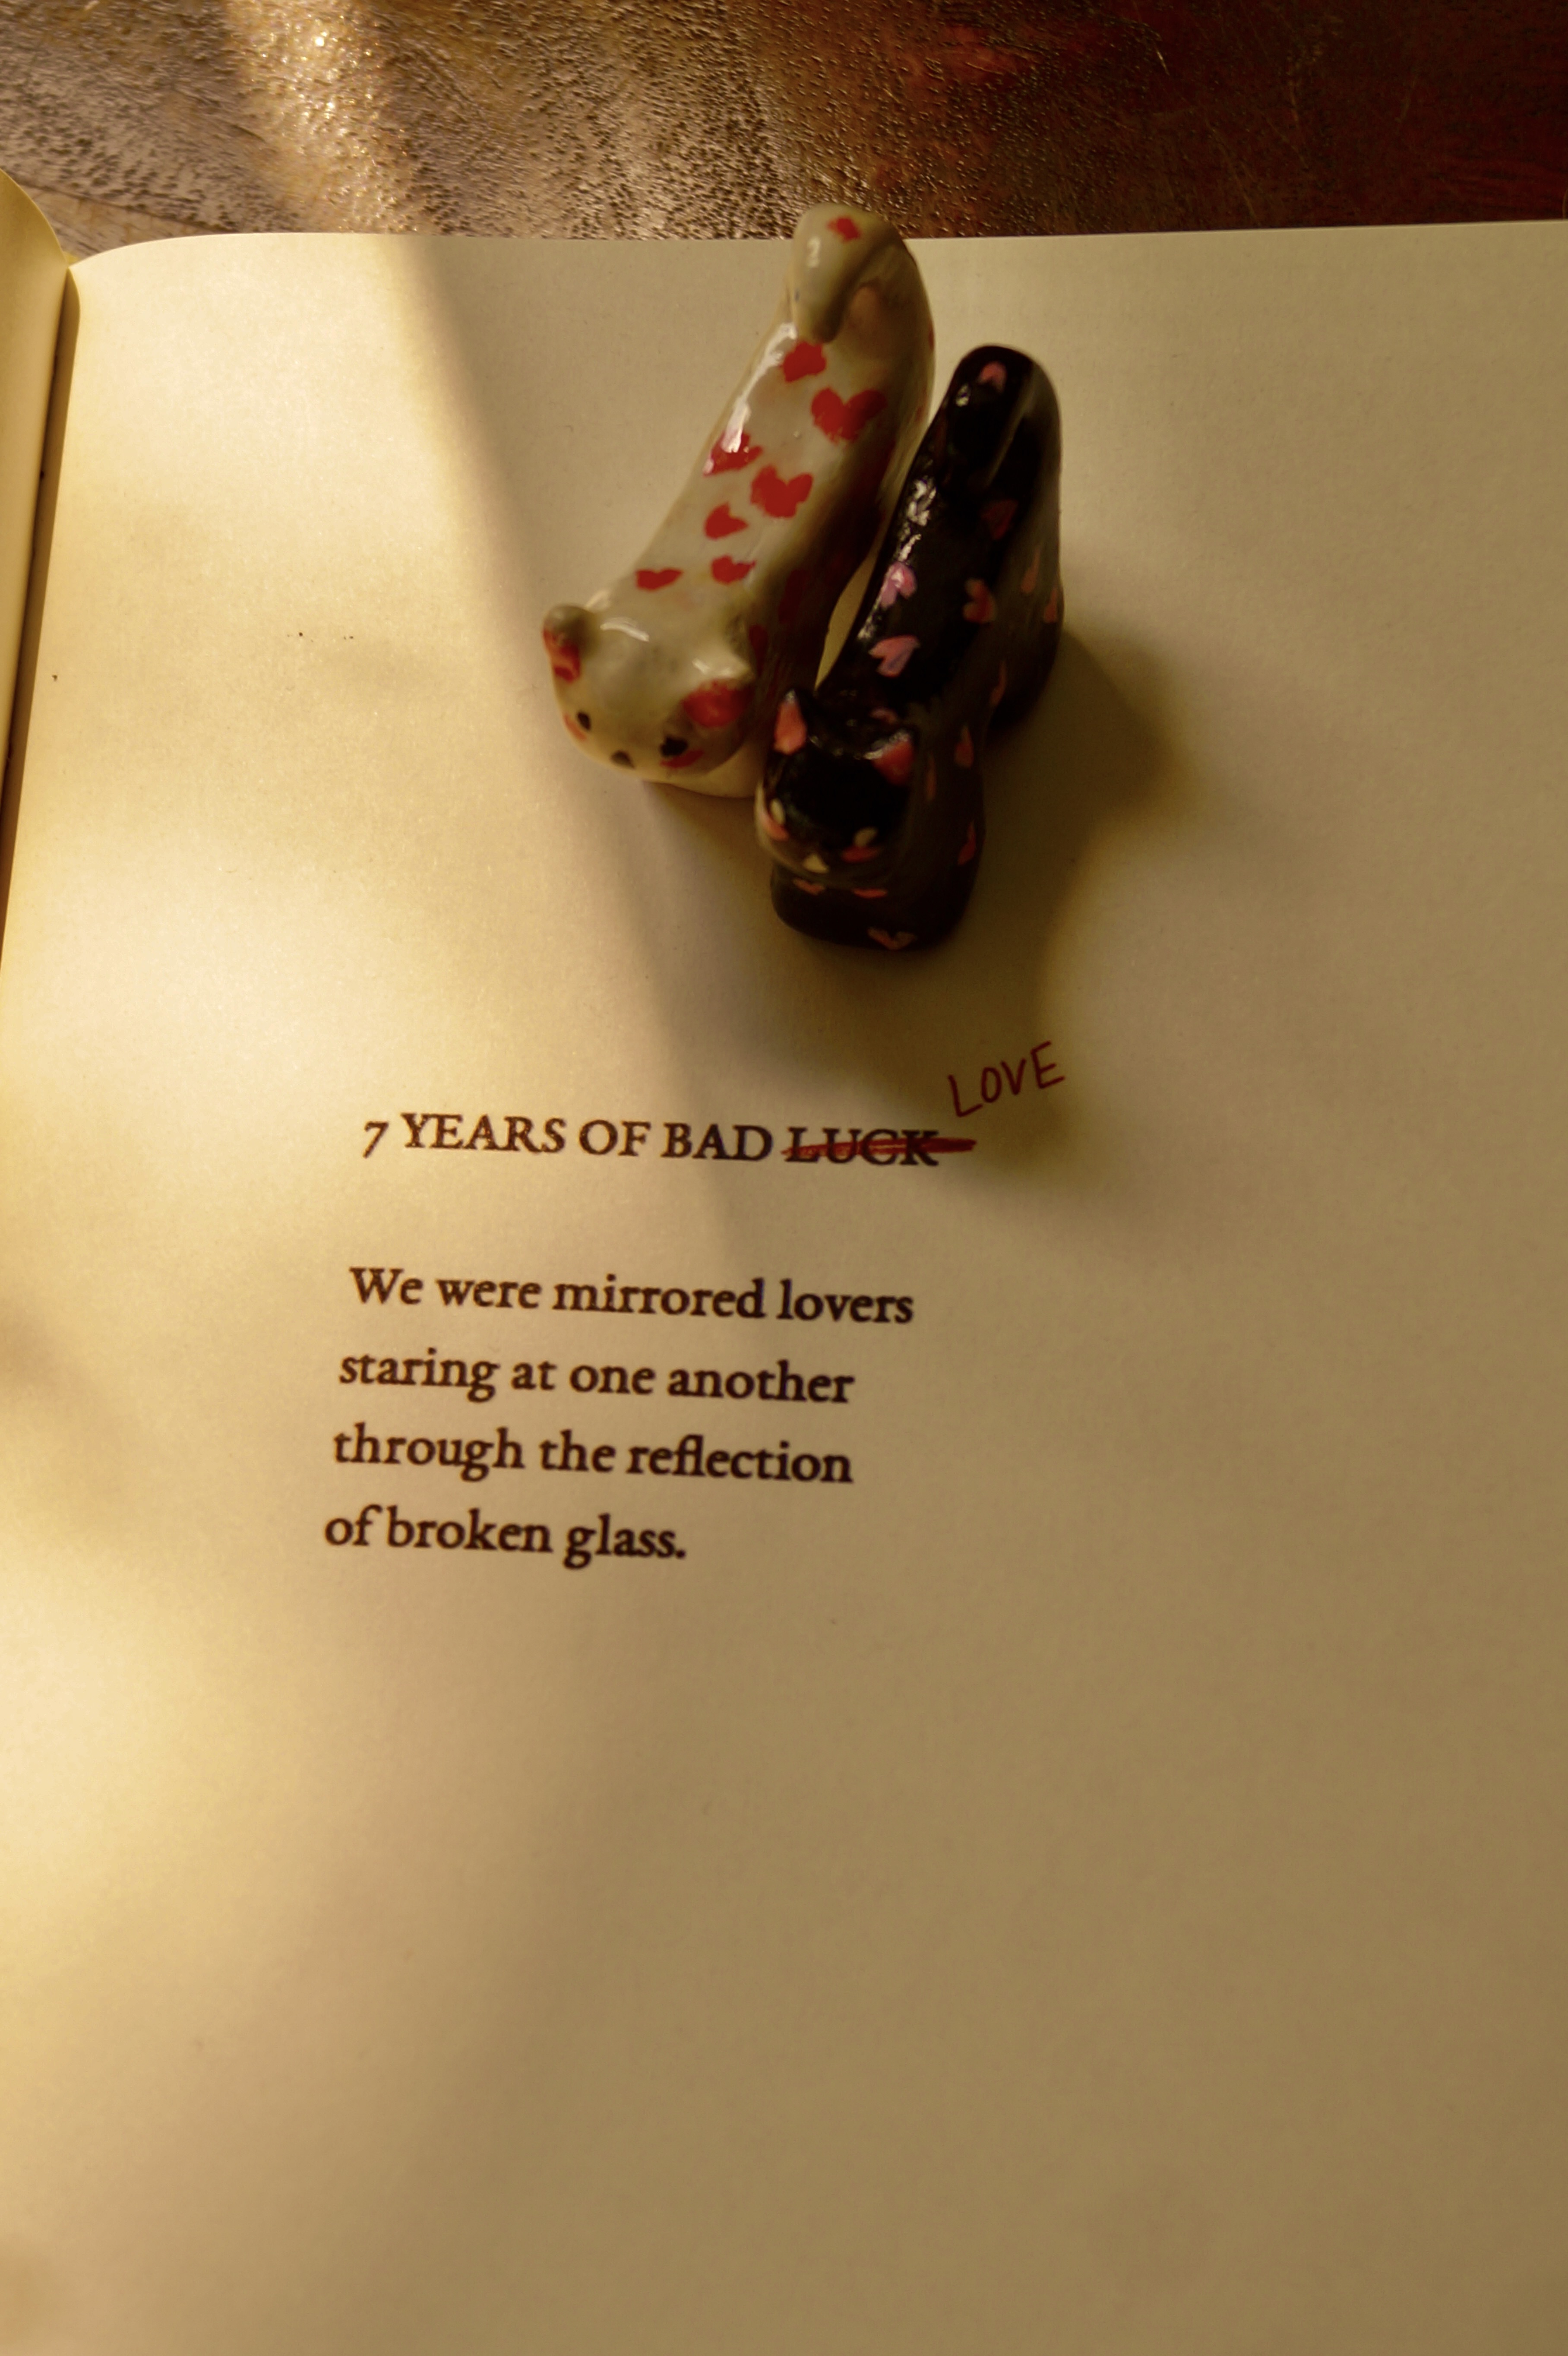 LOVE
7 YEARS OF BAD LUCK
We were mirrored lovers
staring at one another
through the reflection
of broken glass.